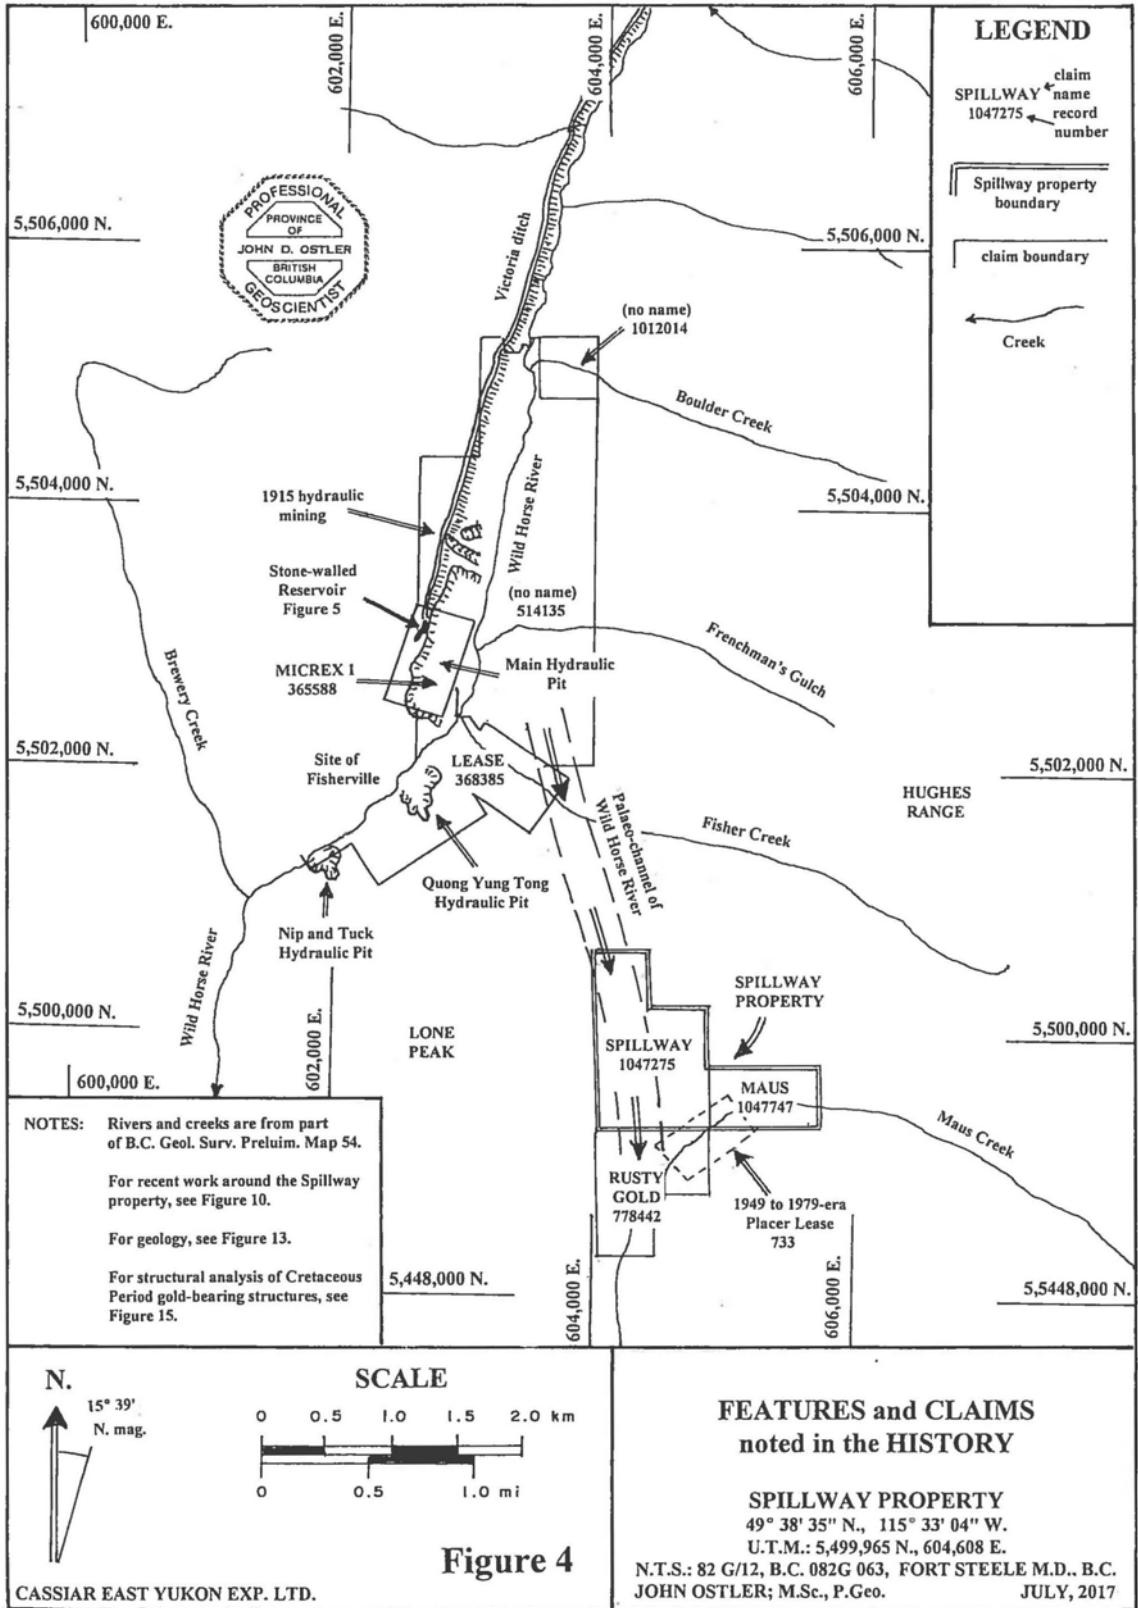 600,000 E.
602,000 E.
604,000 E.
606,000 E.
LEGEND
SPILLWAY
1047275
claim
name
record
number
Spillway property
boundary
claim boundary
Creek
PROFESSIONAL
PROVINCE
OF
JOHN D. OSTLER
BRITISH
COLUMBIA
GEOSCIENTIST
5,506,000 N.
5,506,000 N.
Victoria ditch
(no name)
1012014
Boulder Creek
5,504,000 N.
5,504,000 N.
1915 hydraulic
mining
Wild Horse River
Stone-walled
Reservoir
Figure 5
(no name)
514135
Frenchman's Gulch
MICREX 1
365588
Main Hydraulic
Pit
Brewery Creek
5,502,000 N.
5,502,000 N.
Site of
Fisherville
LEASE
368385
HUGHES
RANGE
Palaeo-channel of
Wild Horse River
Fisher Creek
Quong Yung Tong
Hydraulic Pit
Nip and Tuck
Hydraulic Pit
Wild Horse River
5,500,000 N.
5,500,000 N.
LONE
PEAK
SPILLWAY
PROPERTY
SPILLWAY
1047275
MAUS
1047747
Maus Creek
600,000 E.
602,000 E.
RUSTY
GOLD
778442
1949 to 1979-era
Placer Lease
733
604,000 E.
606,000 E.
5,448,000 N.
5,5448,000 N.
NOTES: Rivers and creeks are from part
of B.C. Geol. Surv. Preluim. Map 54.
For recent work around the Spillway
property, see Figure 10.
For geology, see Figure 13.
For structural analysis of Cretaceous
Period gold-bearing structures, see
Figure 15.
N.
15° 39'
N. mag.
SCALE
0 0.5 1.0 1.5 2.0 km
0 0.5 1.0 mi
Figure 4
CASSIAR EAST YUKON EXP. LTD.
FEATURES and CLAIMS
noted in the HISTORY
SPILLWAY PROPERTY
49° 38' 35" N., 115° 33' 04" W.
U.T.M.: 5,499,965 N., 604,608 E.
N.T.S.: 82 G/12, B.C. 082G 063, FORT STEELE M.D.. B.C.
JOHN OSTLER; M.Sc., P.Geo. JULY, 2017